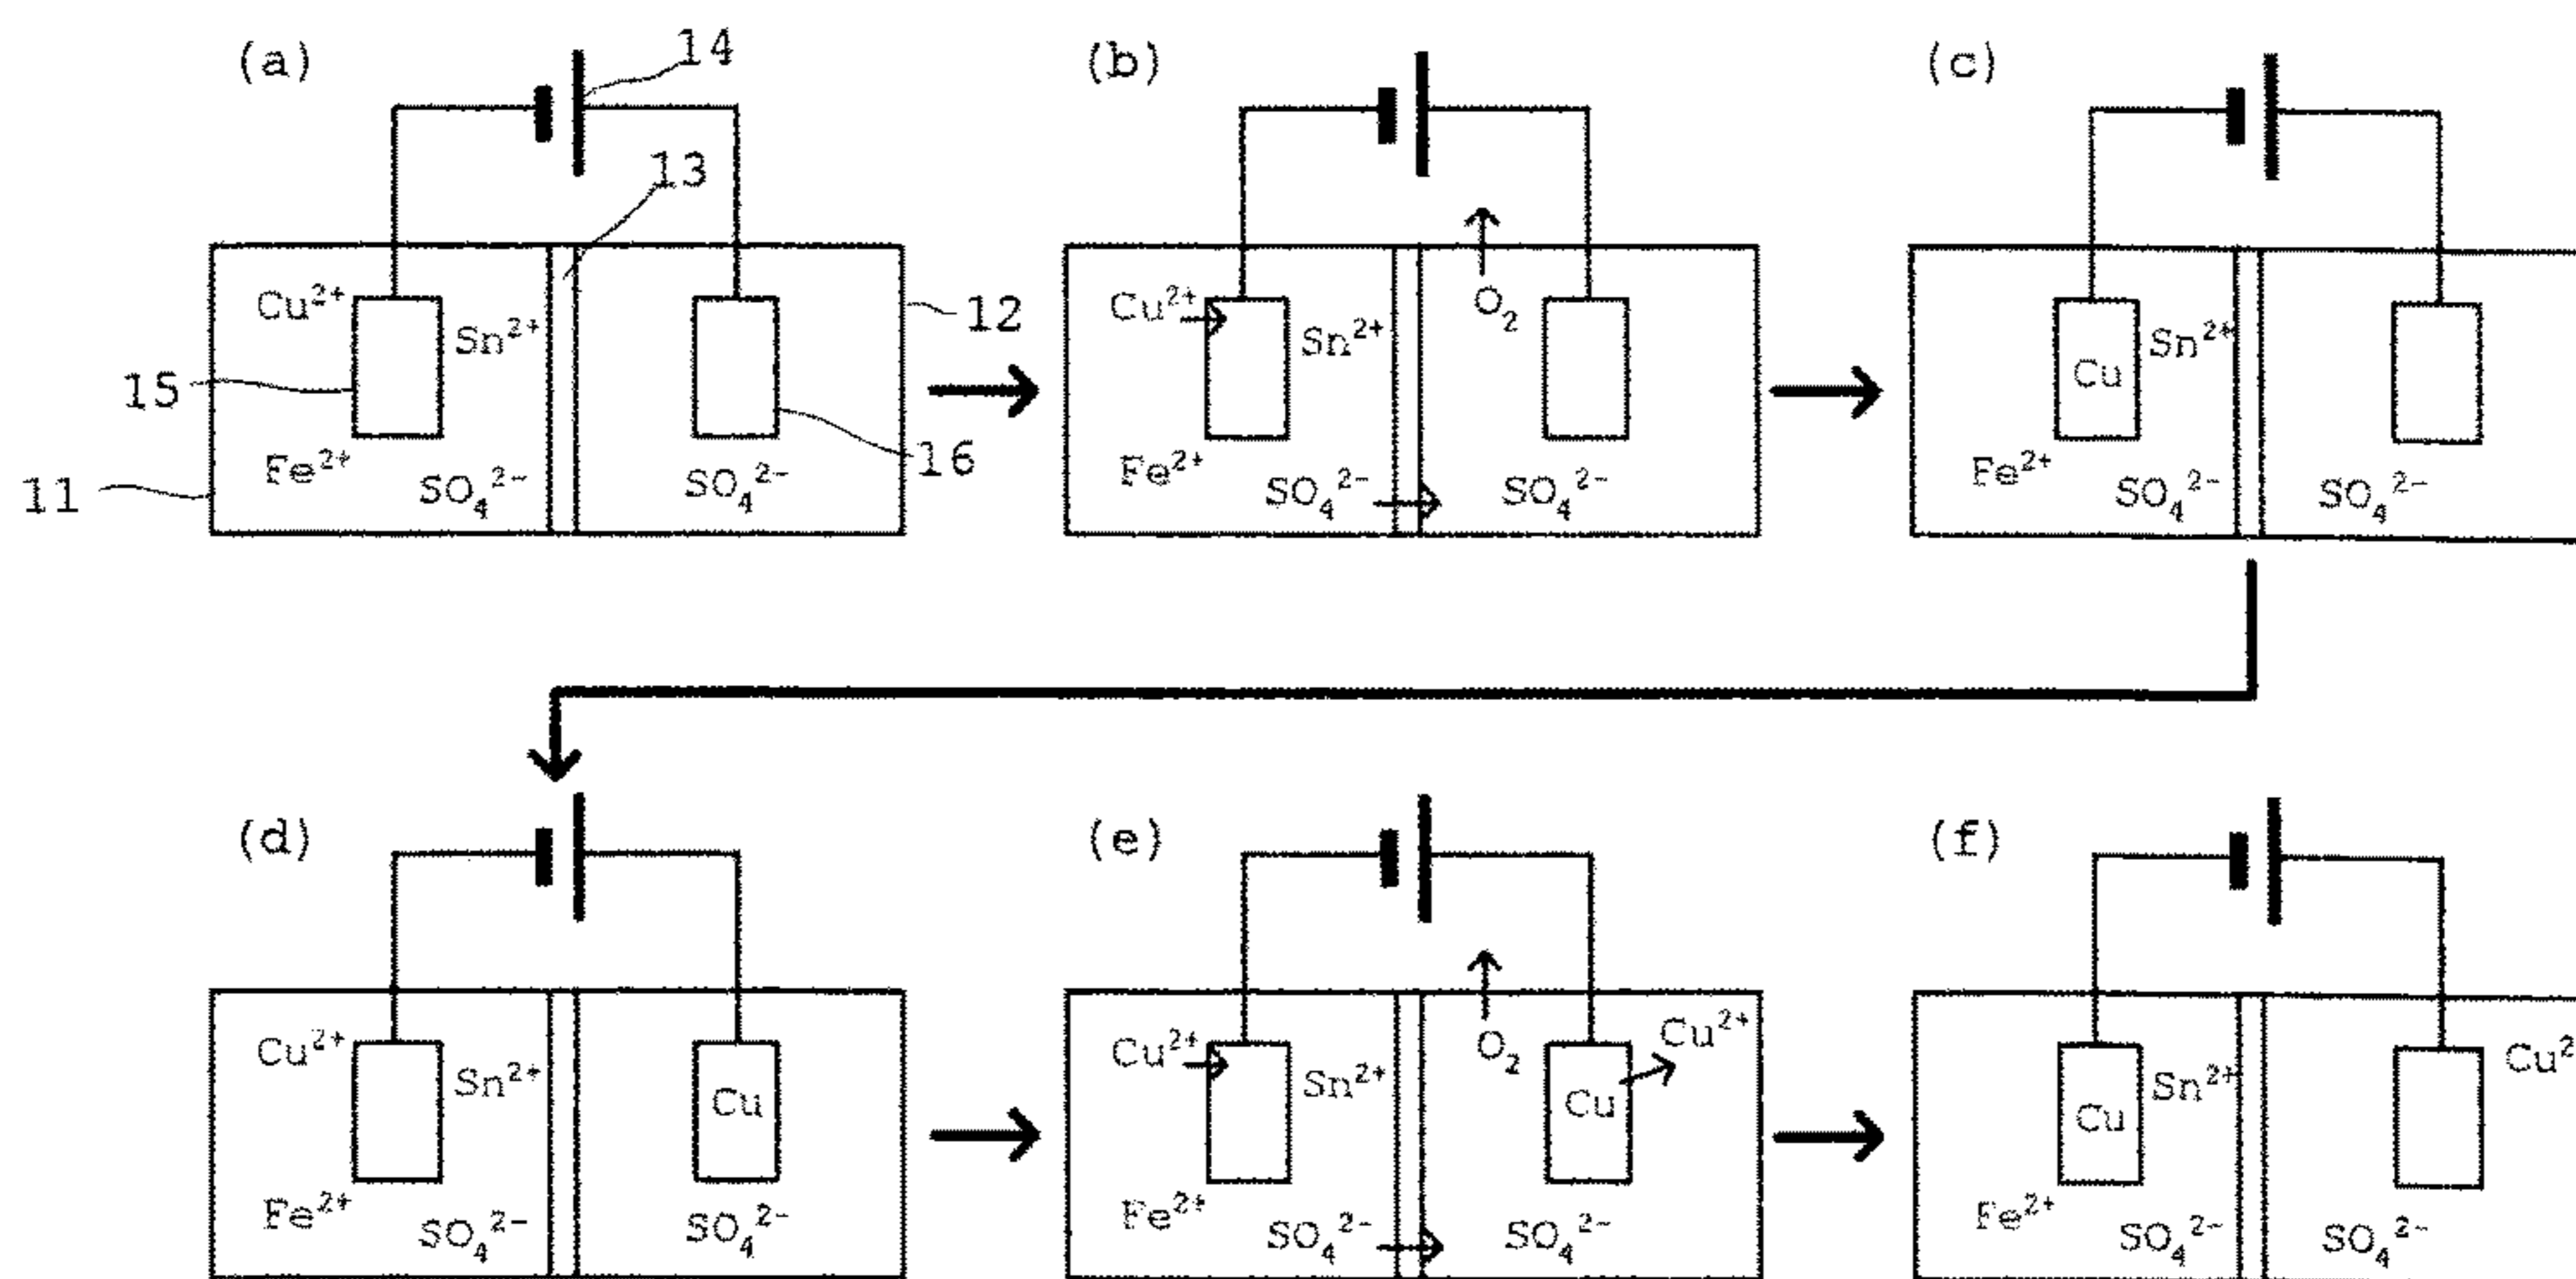 (a)
14
13
Cu²⁺
Sn²⁺
12
15
Fe²⁺
SO₄²⁻
SO₄²⁻
16
11
(b)
O₂
Cu²⁺
Sn²⁺
Fe²⁺
SO₄²⁻
SO₄²⁻
(c)
Sn²⁺
Cu
Fe²⁺
SO₄²⁻
SO₄²⁻
(d)
Cu²⁺
Sn²⁺
Cu
Fe²⁺
SO₄²⁻
SO₄²⁻
(e)
Cu²⁺
O₂
Cu²⁺
Sn²⁺
Cu
Fe²⁺
SO₄²⁻
SO₄²⁻
(f)
Cu²
Sn²⁺
Cu
Fe²⁺
SO₄²⁻
SO₄²⁻